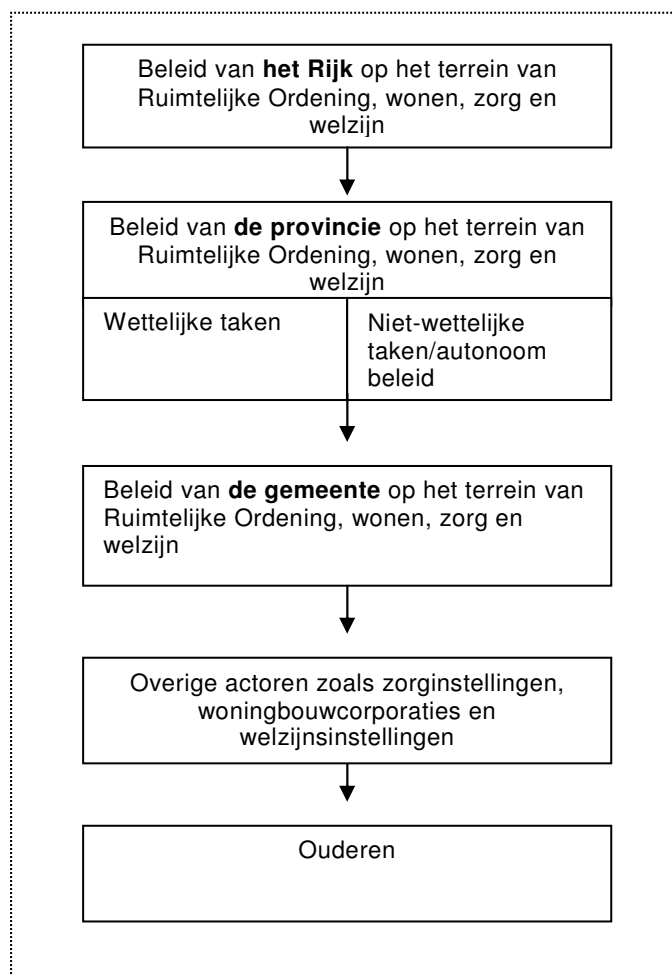 Beleid van het Rijk op het terrein van
Ruimtelijke Ordening, wonen, zorg en
welzijn
Beleid van de provincie op het terrein van
Ruimtelijke Ordening, wonen, zorg en
welzijn
Wettelijke taken
Niet-wettelijke
taken/autonoom
beleid
Beleid van de gemeente op het terrein van
Ruimtelijke Ordening, wonen, zorg en
welzijn
Overige actoren zoals zorginstellingen,
woningbouwcorporaties en
welzijnsinstellingen
Ouderen